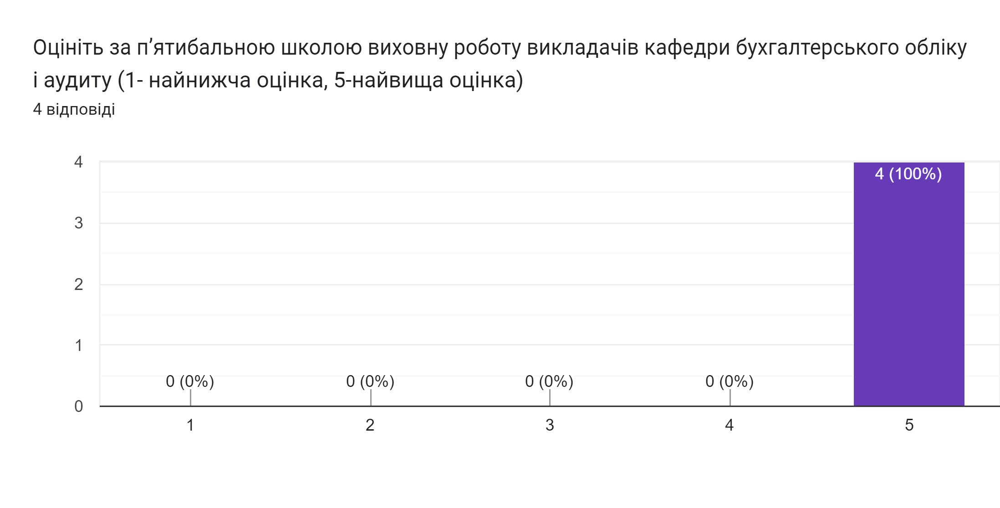 Оцініть за п’ятибальною школою виховну роботу викладачів кафедри бухгалтерського обліку
і аудиту (1- найнижча оцінка, 5-найвища оцінка)
4 відповіді
4
4 (100%)
3
2
1
0 (0%) 0 (0%) 0 (0%) 0 (0%)
0
1 2 3 4 5